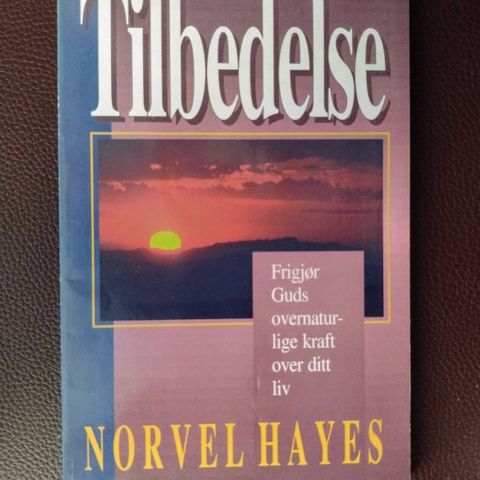 Tilbedelse
Frigjør
Guds
overnatur-
lige kraft
over ditt
liv
NORVEL HAYES